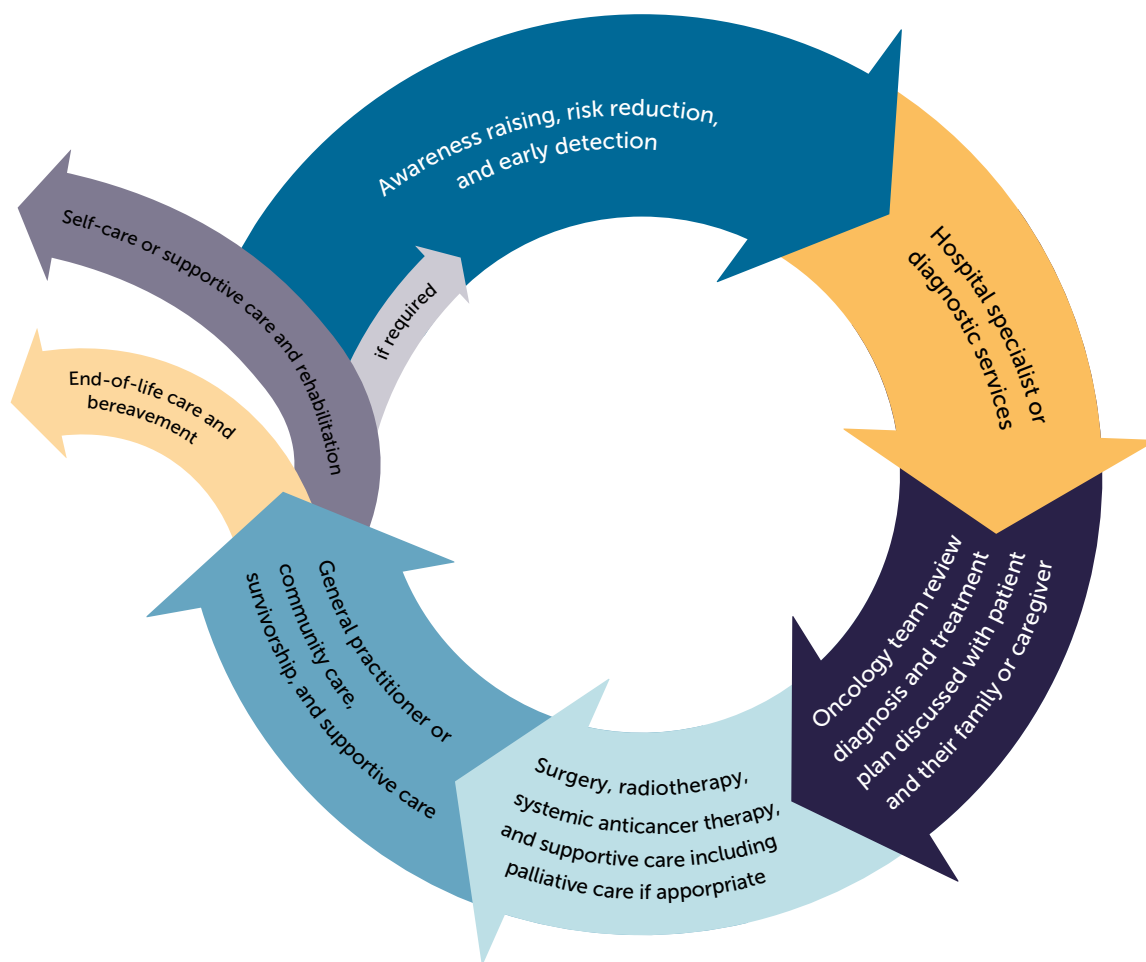 Awareness raising, risk reduction,
and early detection
Hospital specialist or
diagnostic services
Oncology team review
diagnosis and treatment
plan discussed with patient
and their family or caregiver
Surgery, radiotherapy,
systemic anticancer therapy,
and supportive care including
palliative care if apporpriate
General practitioner or
community care,
survivorship, and supportive care
End-of-life care and
bereavement
Self-care or supportive care and rehabilitation
if required